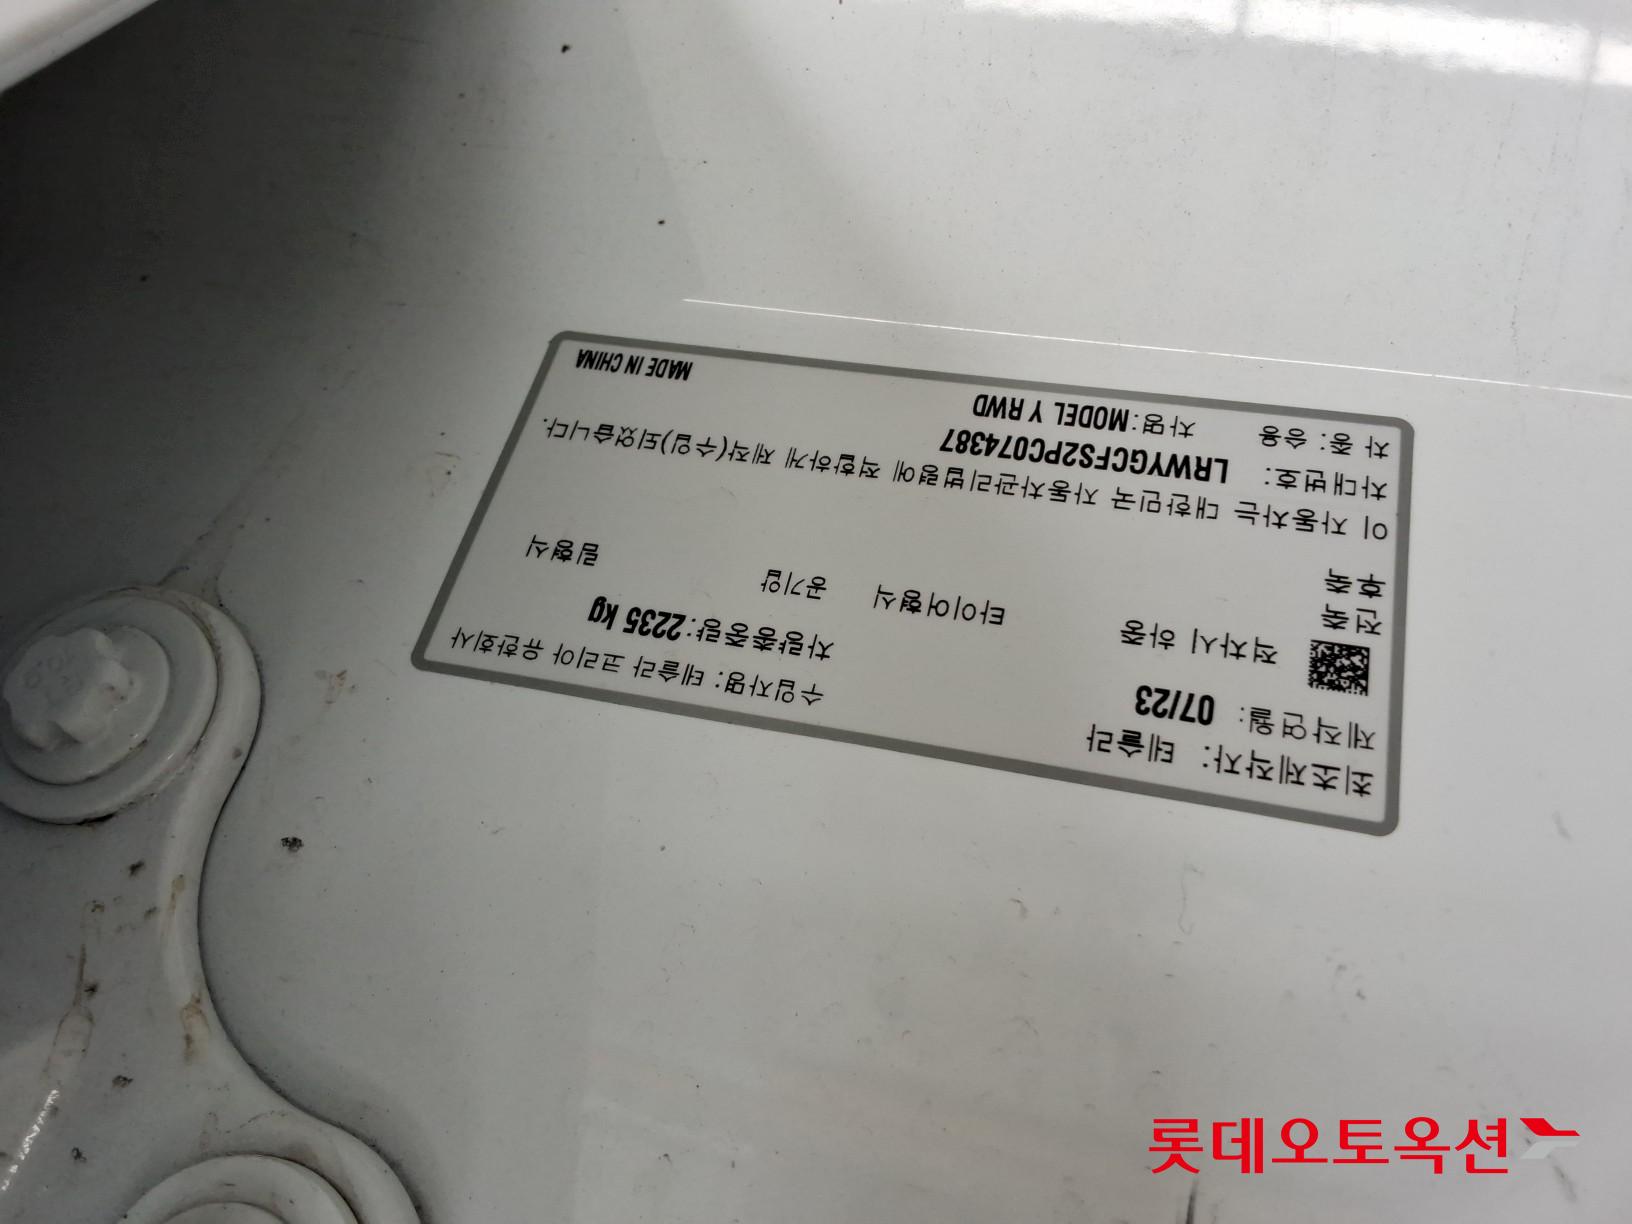 최초제작자: 테슬라
수입자명: 테슬라 코리아 유한회사
제작연월: 07/23
차량총중량: 2235 kg
적차시 하중
타이어형식
공기압
림형식
전축
후축
이 자동차는 대한민국 자동차관리법령에 적합하게 제작(수입)되었습니다.
차대번호: LRWYGCFS2PC074387
차 종: 승용
차명: MODEL Y RWD
MADE IN CHINA
롯데오토옥션